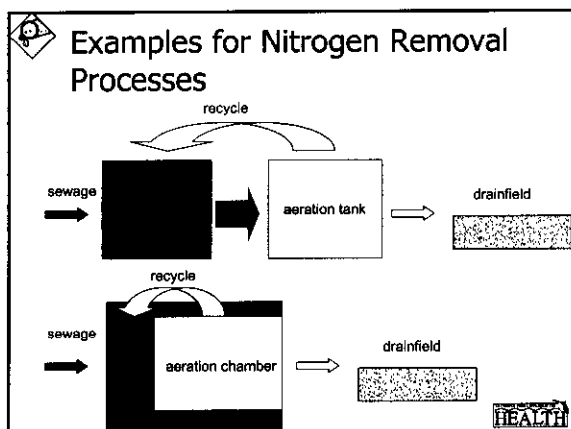 Examples for Nitrogen Removal
Processes
recycle
sewage
aeration tank
drainfield
recycle
sewage
aeration chamber
drainfield
HEALTH